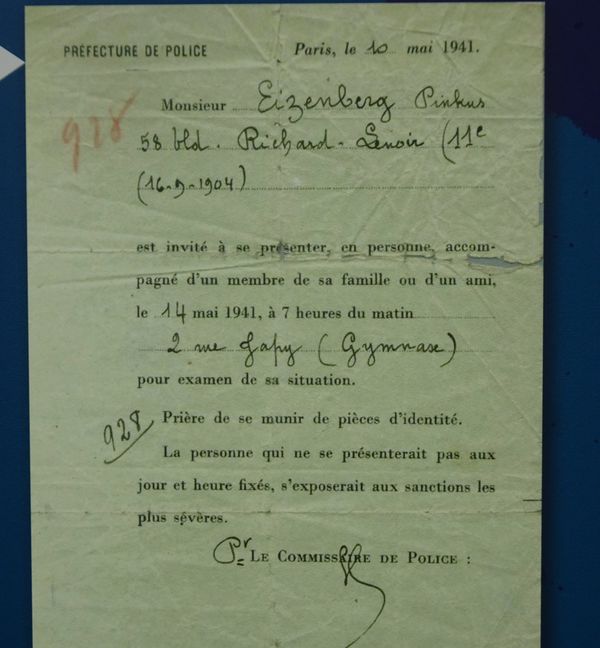 PRÉFECTURE DE POLICE
Paris, le 10 mai 1941.
928
Monsieur Eizenberg Pinkus
58 bld. Richard-Lenoir (11e
(16-9-1904)
est invité à se présenter, en personne, accom-
pagné d'un membre de sa famille ou d'un ami,
le 14 mai 1941, à 7 heures du matin
2 rue Japy (Gymnase)
pour examen de sa situation.
928
Prière de se munir de pièces d'identité.
La personne qui ne se présenterait pas aux
jour et heure fixés, s'exposerait aux sanctions les
plus sévères.
Pr LE COMMISSAIRE DE POLICE :